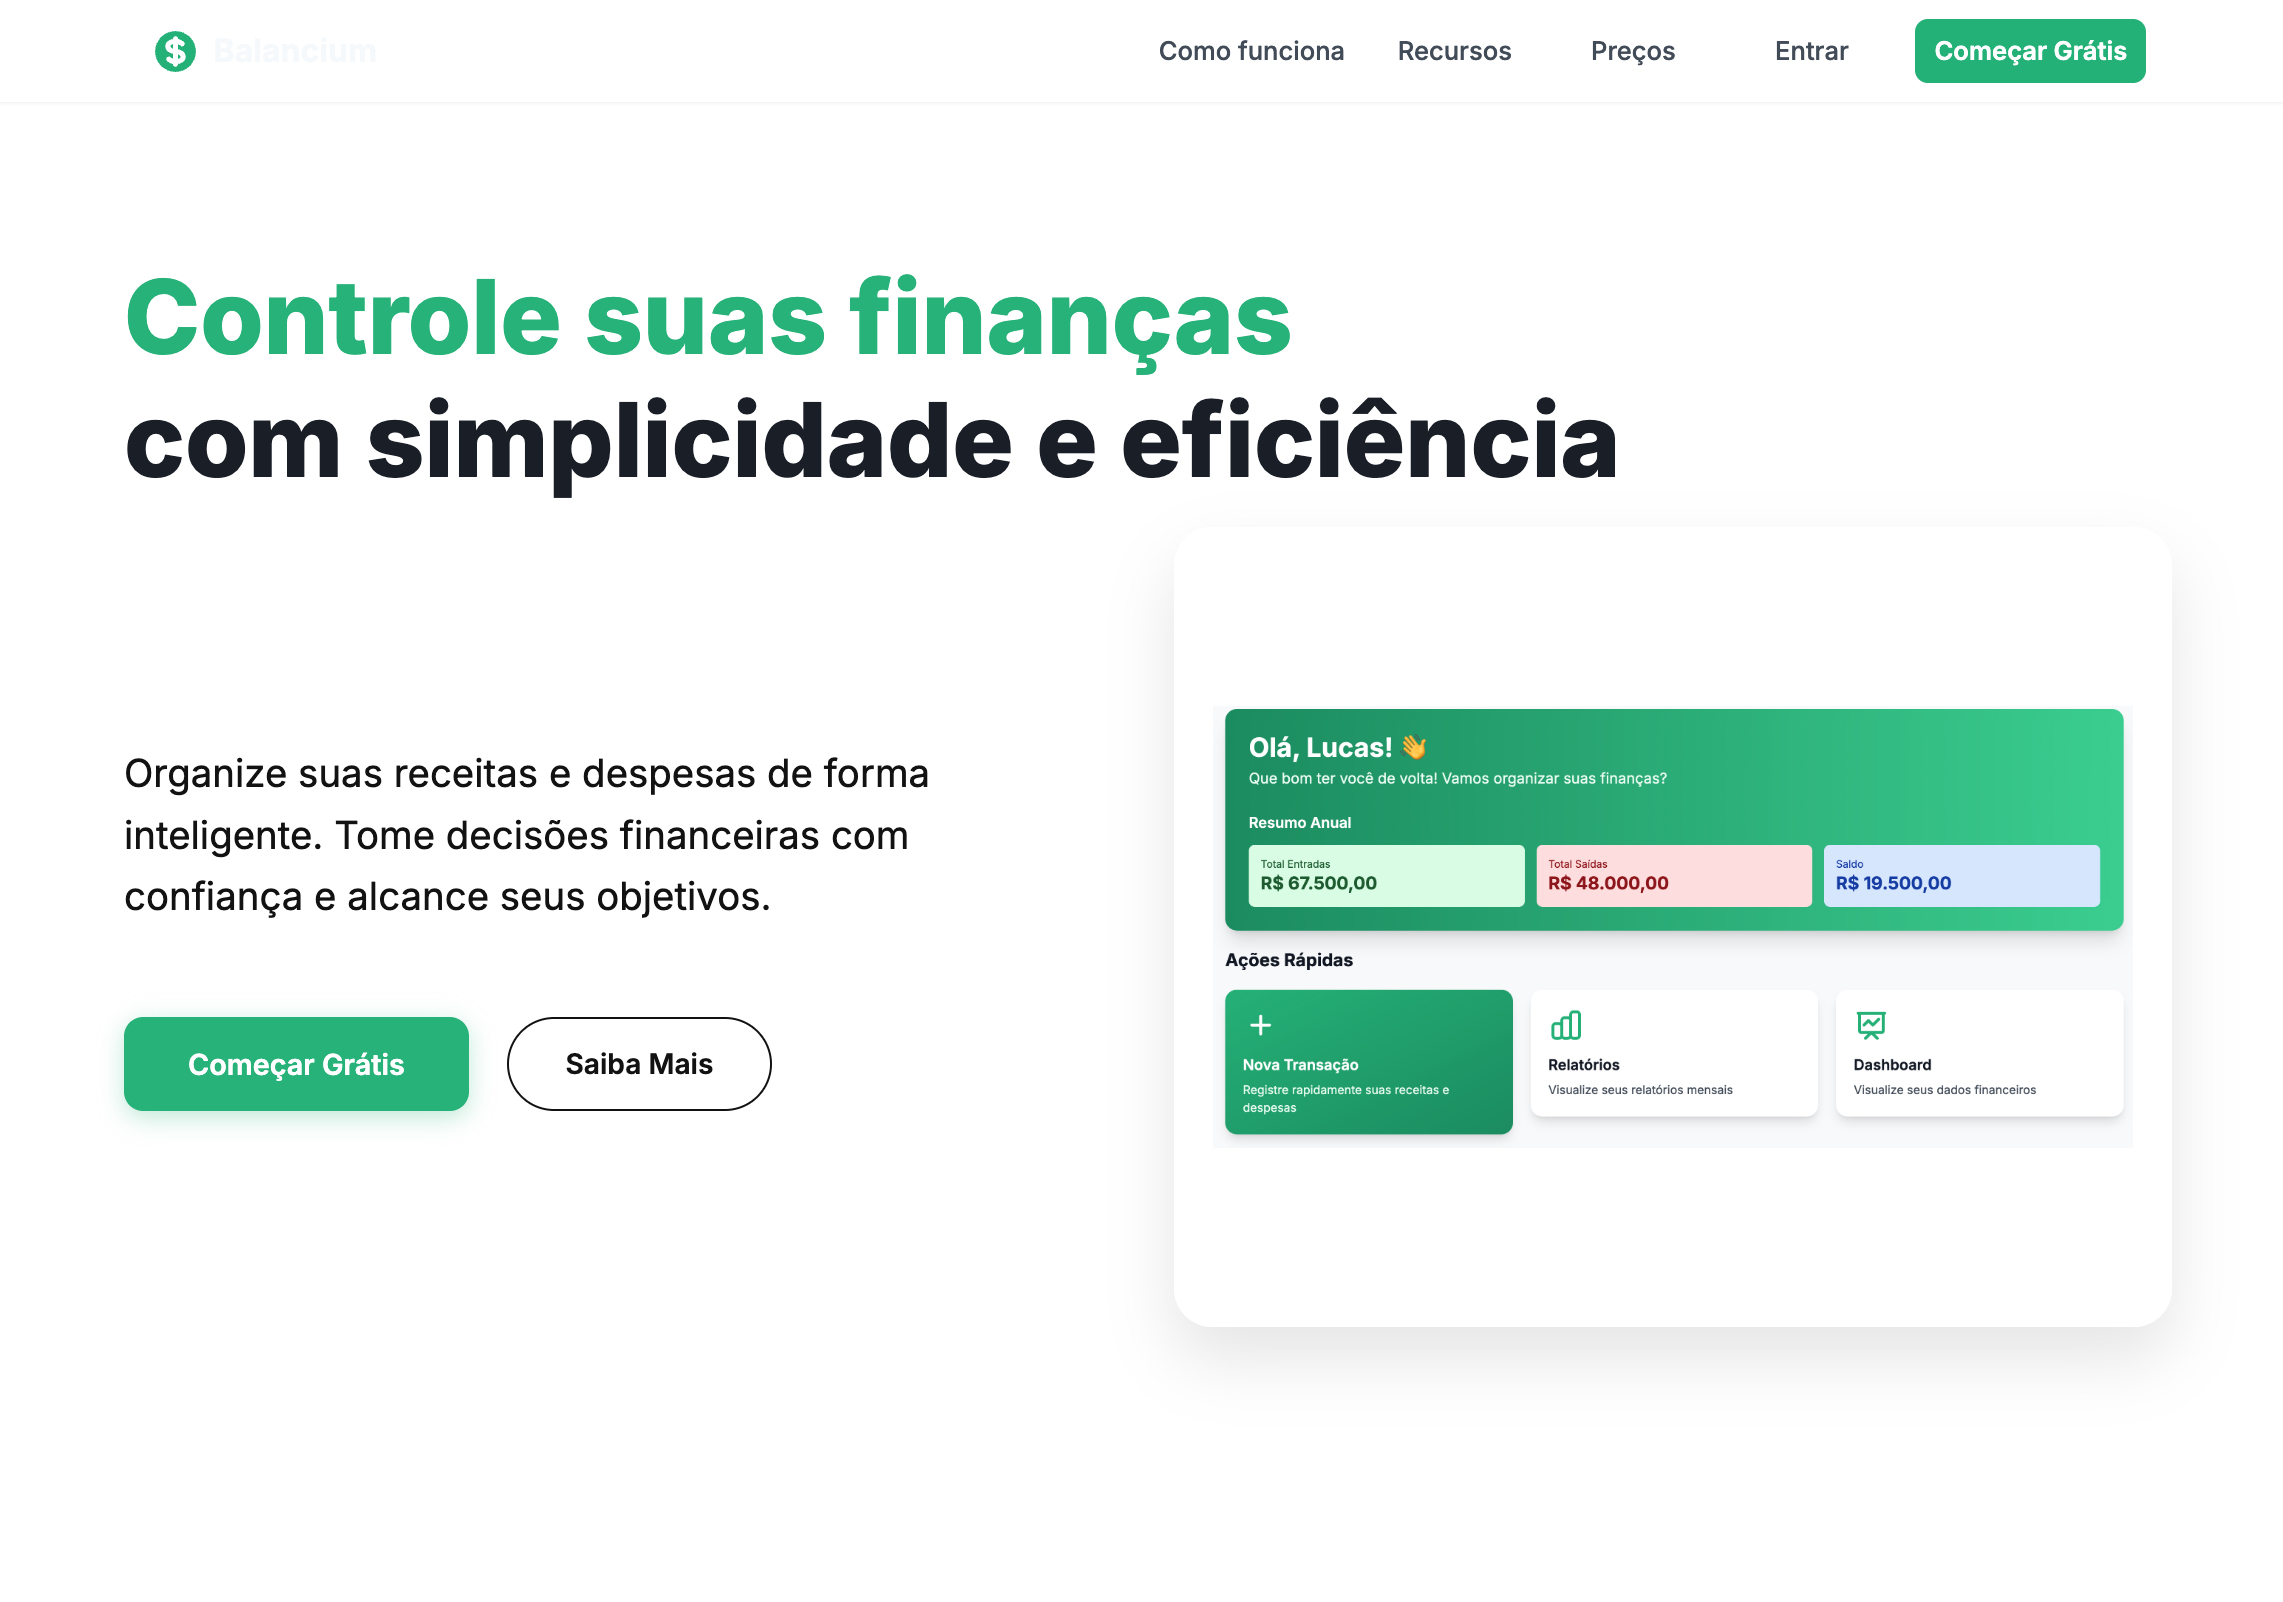 Balancium
Como funciona
Recursos
Preços
Entrar
Começar Grátis
Controle suas finanças
com simplicidade e eficiência
Organize suas receitas e despesas de forma
inteligente. Tome decisões financeiras com
confiança e alcance seus objetivos.
Começar Grátis
Saiba Mais
Olá, Lucas! 👋
Que bom ter você de volta! Vamos organizar suas finanças?
Resumo Anual
Total Entradas
R$ 67.500,00
Total Saídas
R$ 48.000,00
Saldo
R$ 19.500,00
Ações Rápidas
Nova Transação
Registre rapidamente suas receitas e
despesas
Relatórios
Visualize seus relatórios mensais
Dashboard
Visualize seus dados financeiros